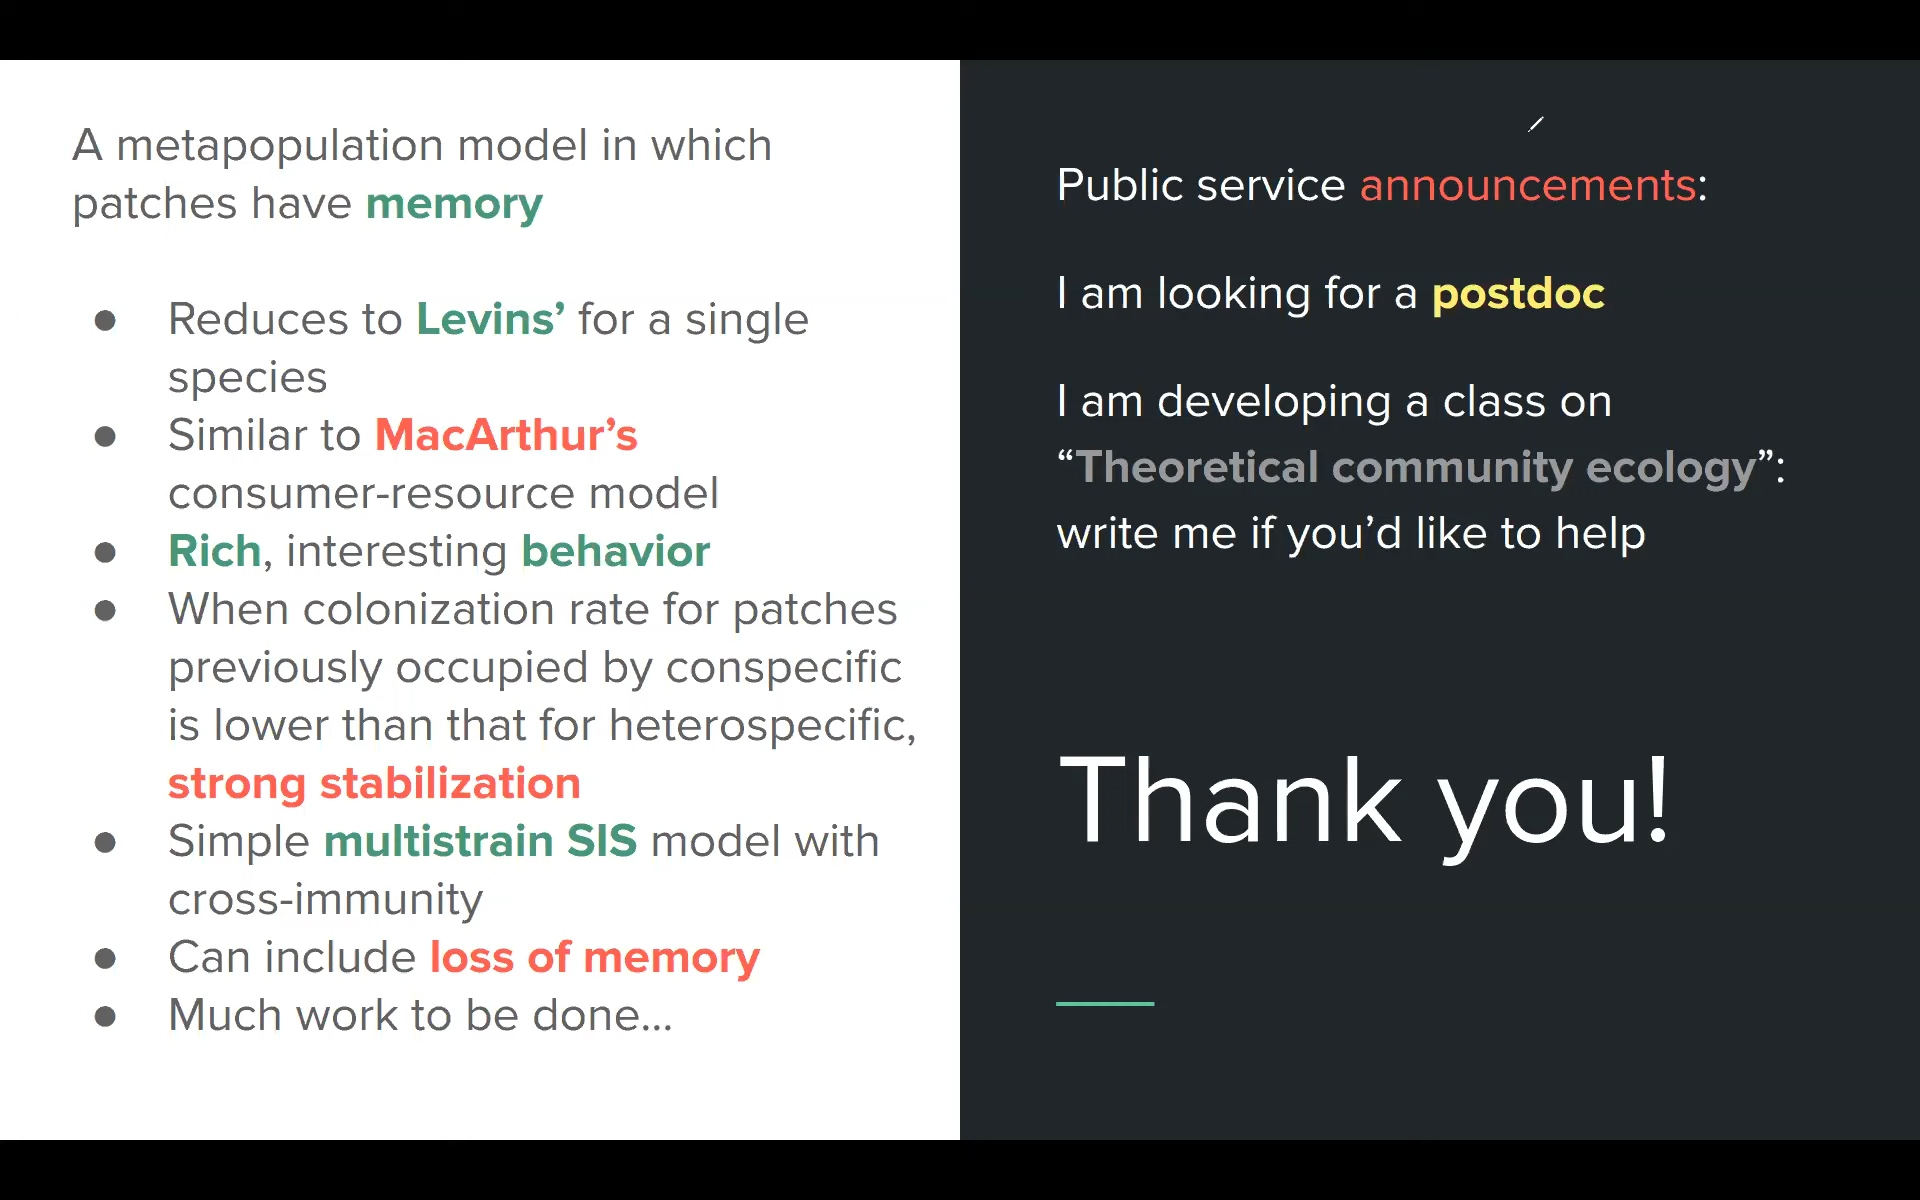 A metapopulation model in which
patches have memory
● Reduces to Levins’ for a single
species
● Similar to MacArthur’s
consumer-resource model
● Rich, interesting behavior
● When colonization rate for patches
previously occupied by conspecific
is lower than that for heterospecific,
strong stabilization
● Simple multistrain SIS model with
cross-immunity
● Can include loss of memory
● Much work to be done...
Public service announcements:
I am looking for a postdoc
I am developing a class on
“Theoretical community ecology”:
write me if you’d like to help
Thank you!